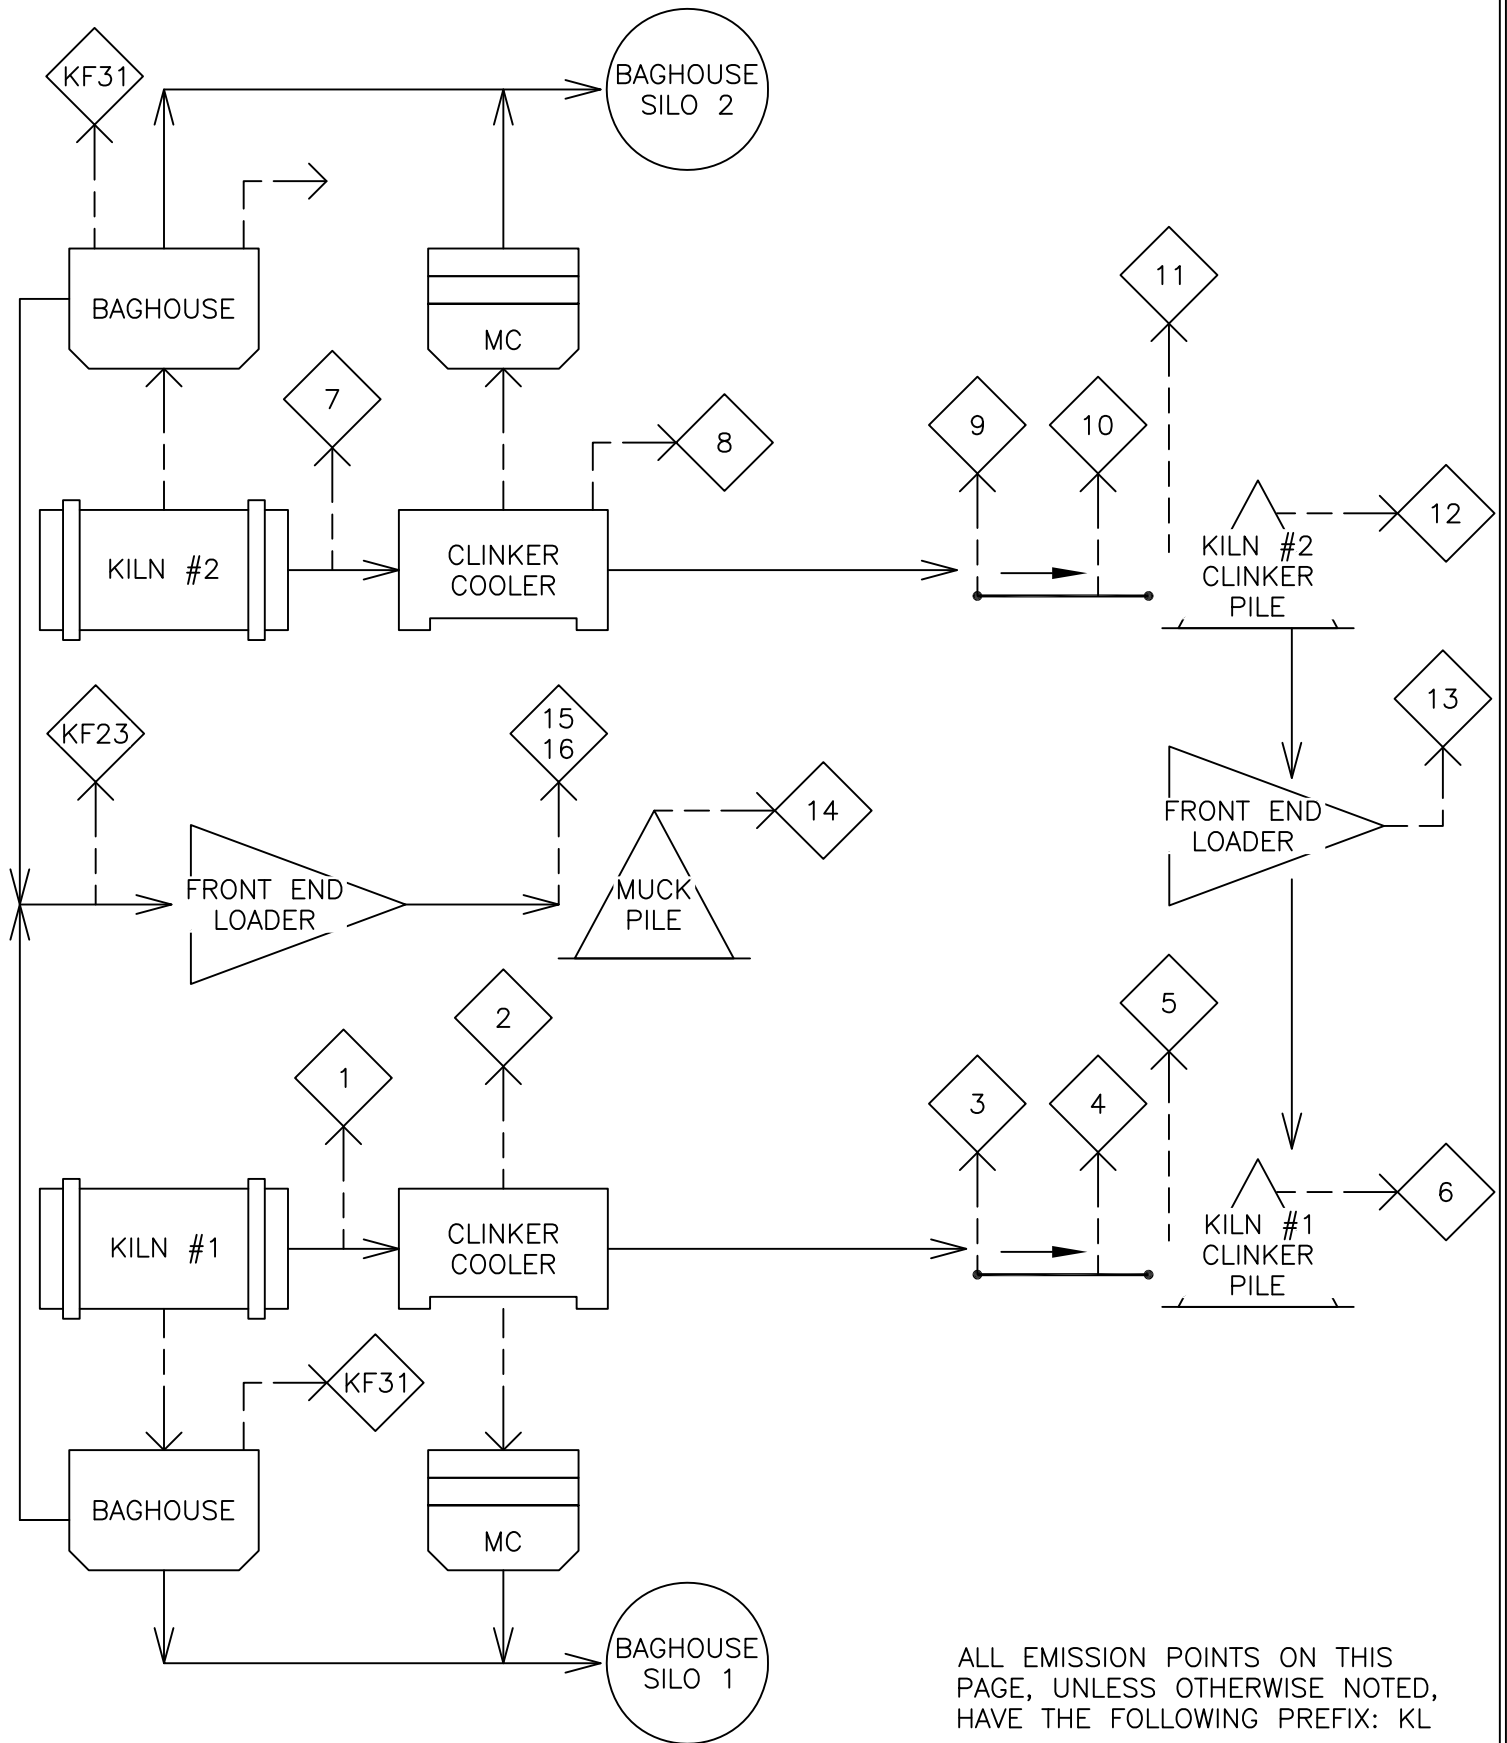 KF31
BAGHOUSE
SILO 2
BAGHOUSE
MC
11
7
8
9
10
12
KILN #2
CLINKER
COOLER
KILN #2
CLINKER
PILE
KF23
15
16
14
13
FRONT END
LOADER
FRONT END
LOADER
MUCK
PILE
5
2
1
3
4
6
KILN #1
CLINKER
COOLER
KILN #1
CLINKER
PILE
KF31
BAGHOUSE
MC
BAGHOUSE
SILO 1
ALL EMISSION POINTS ON THIS
PAGE, UNLESS OTHERWISE NOTED,
HAVE THE FOLLOWING PREFIX: KL